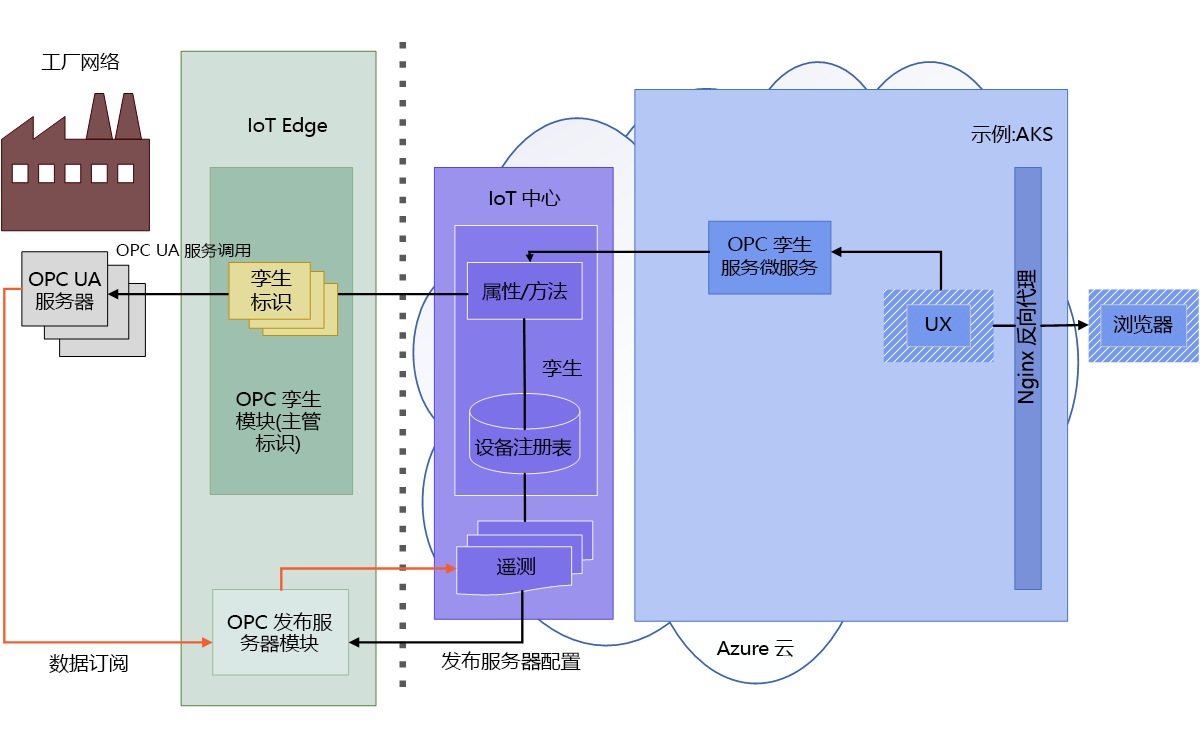 工厂网络
IoT Edge
示例:AKS
IoT 中心
OPC UA 服务调用
OPC UA
服务器
孪生
标识
属性/方法
OPC 孪生
服务微服务
UX
Nginx 反向代理
浏览器
孪生
OPC 孪生
模块(主管
标识)
设备注册表
遥测
OPC 发布服
务器模块
数据订阅
发布服务器配置
Azure 云